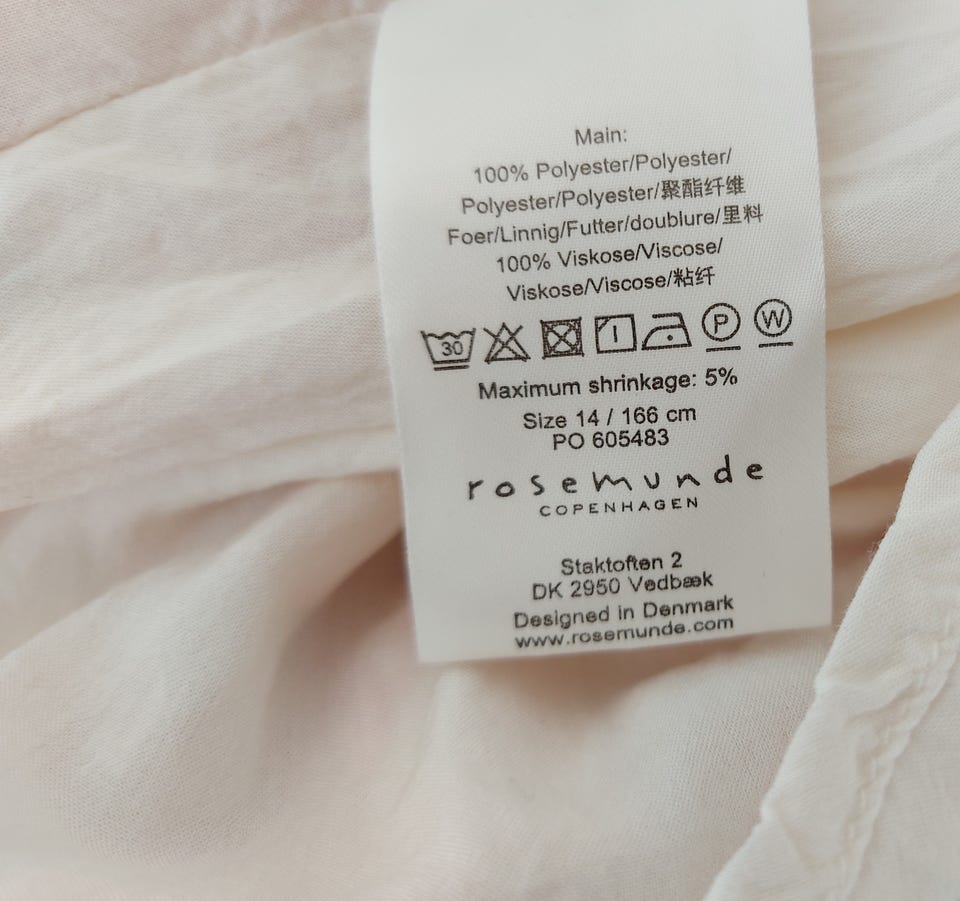 Main:
100% Polyester/Polyester/
Polyester/Polyester/聚酯纤维
Foer/Linnig/Futter/doublure/里料
100% Viskose/Viscose/
Viskose/Viscose/粘纤
30 P W
Maximum shrinkage: 5%
Size 14 / 166 cm
PO 605483
rosemunde
COPENHAGEN
Staktoften 2
DK 2950 Vedbæk
Designed in Denmark
www.rosemunde.com